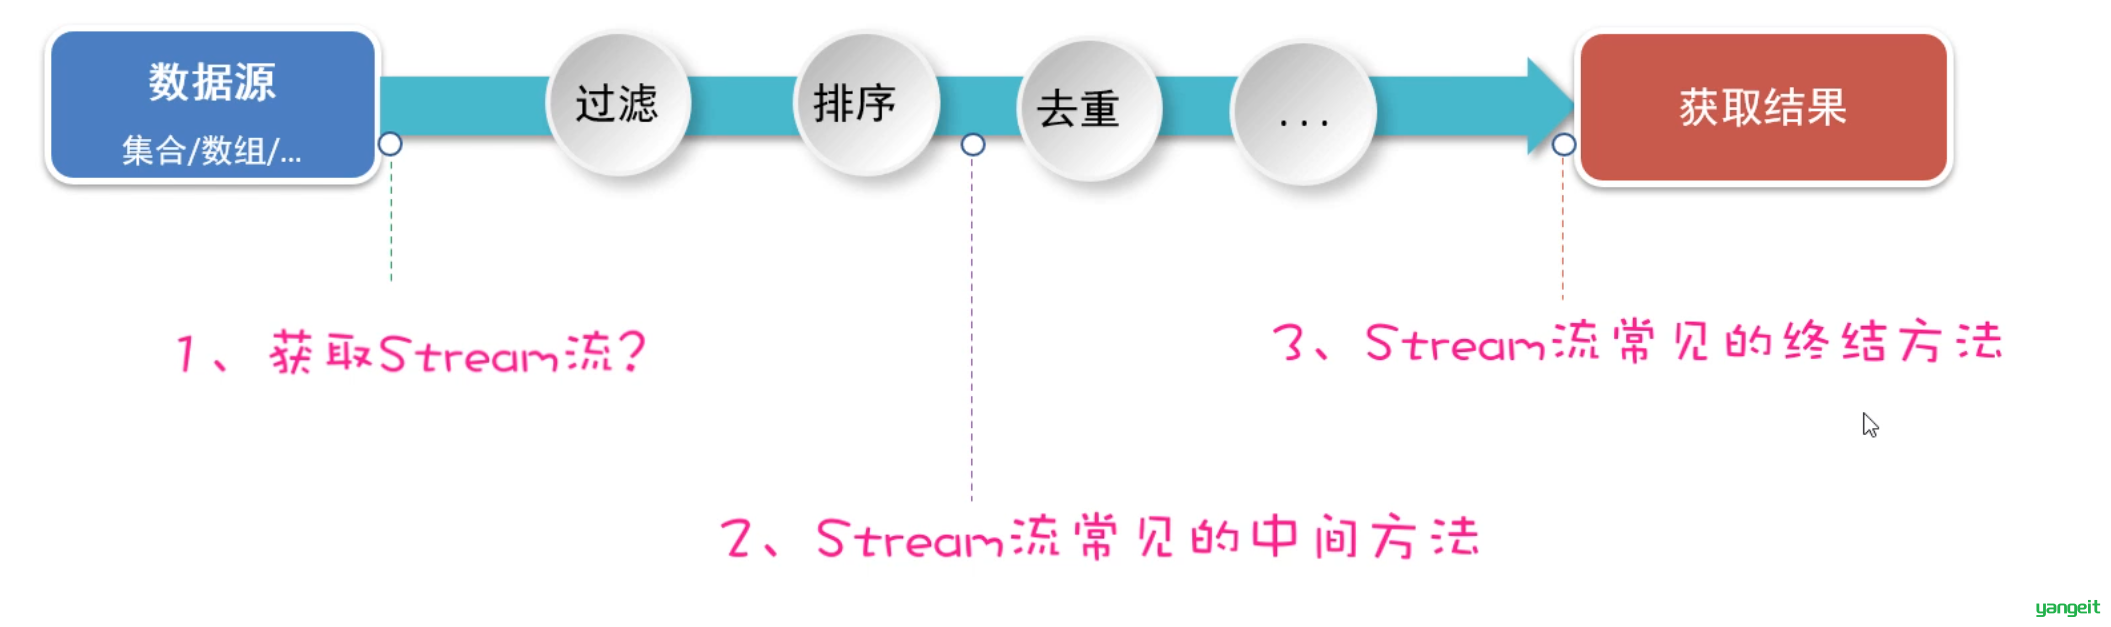 数据源
集合/数组/...
过滤
排序
去重
...
获取结果
1、获取Stream流?
3、Stream流常见的终结方法
2、Stream流常见的中间方法
yangeit